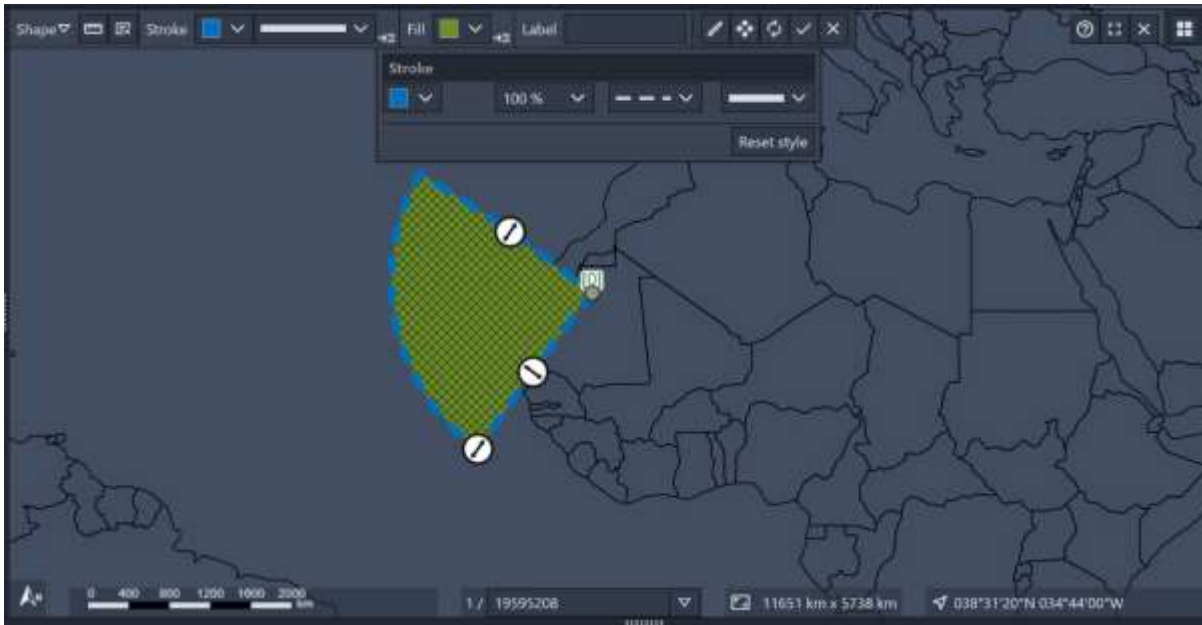 Shape Stroke Fill Label
Stroke
100 %
Reset style
0 400 800 1200 1600 2000 km
1 / 19595208 11651 km x 5738 km 038°31'20"N 034°44'00"W